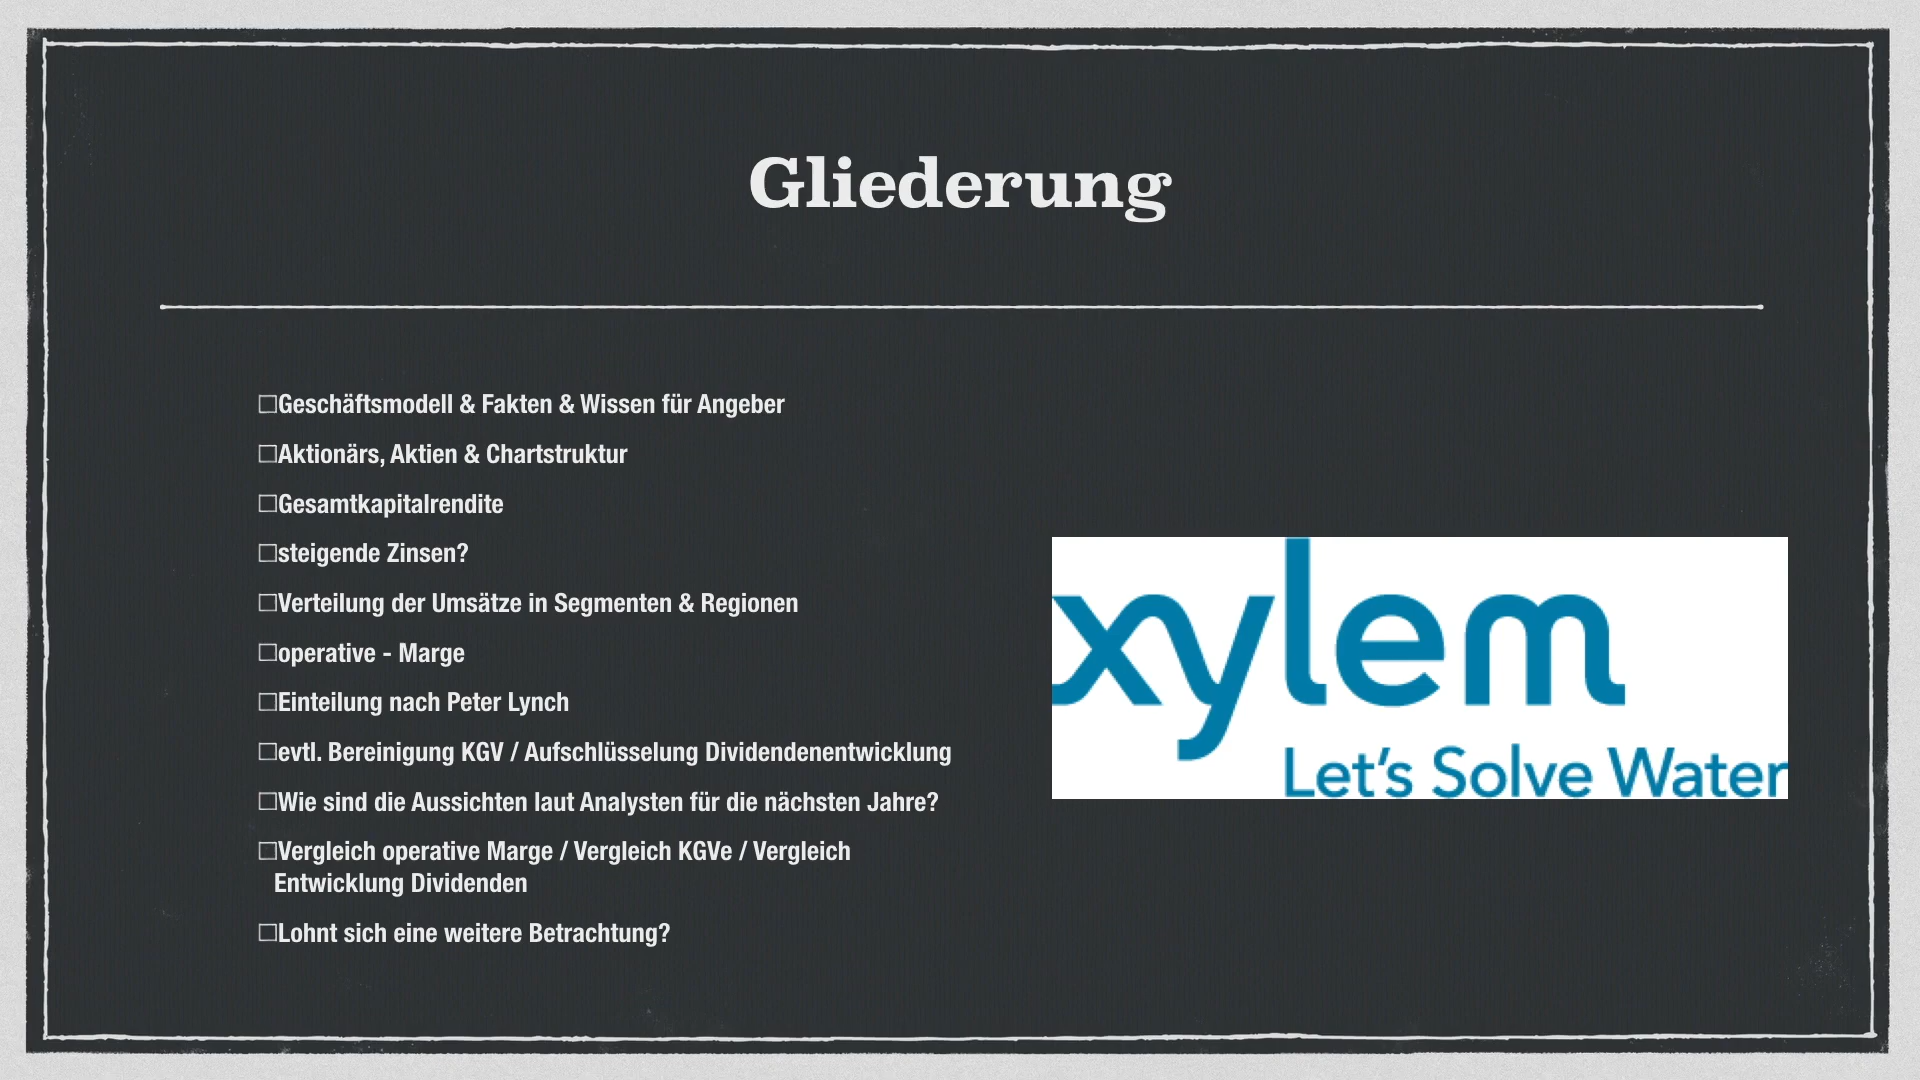 Gliederung
☐Geschäftsmodell & Fakten & Wissen für Angeber
☐Aktionärs, Aktien & Chartstruktur
☐Gesamtkapitalrendite
☐steigende Zinsen?
☐Verteilung der Umsätze in Segmenten & Regionen
☐operative - Marge
☐Einteilung nach Peter Lynch
☐evtl. Bereinigung KGV / Aufschlüsselung Dividendenentwicklung
☐Wie sind die Aussichten laut Analysten für die nächsten Jahre?
☐Vergleich operative Marge / Vergleich KGVe / Vergleich
Entwicklung Dividenden
☐Lohnt sich eine weitere Betrachtung?
xylem
Let's Solve Water